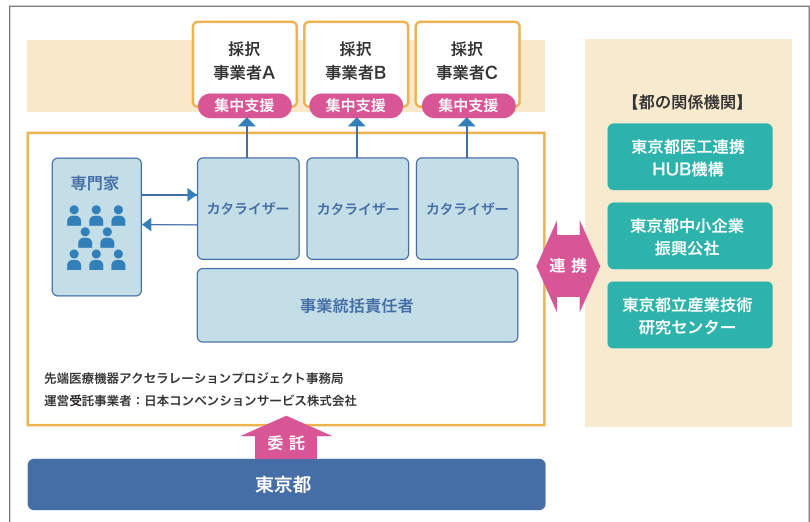 採択
事業者A
集中支援
採択
事業者B
集中支援
採択
事業者C
集中支援
専門家
カタライザー
カタライザー
カタライザー
事業統括責任者
先端医療機器アクセラレーションプロジェクト事務局
運営受託事業者：日本コンベンションサービス株式会社
連携
【都の関係機関】
東京都医工連携
HUB機構
東京都中小企業
振興公社
東京都立産業技術
研究センター
委託
東京都